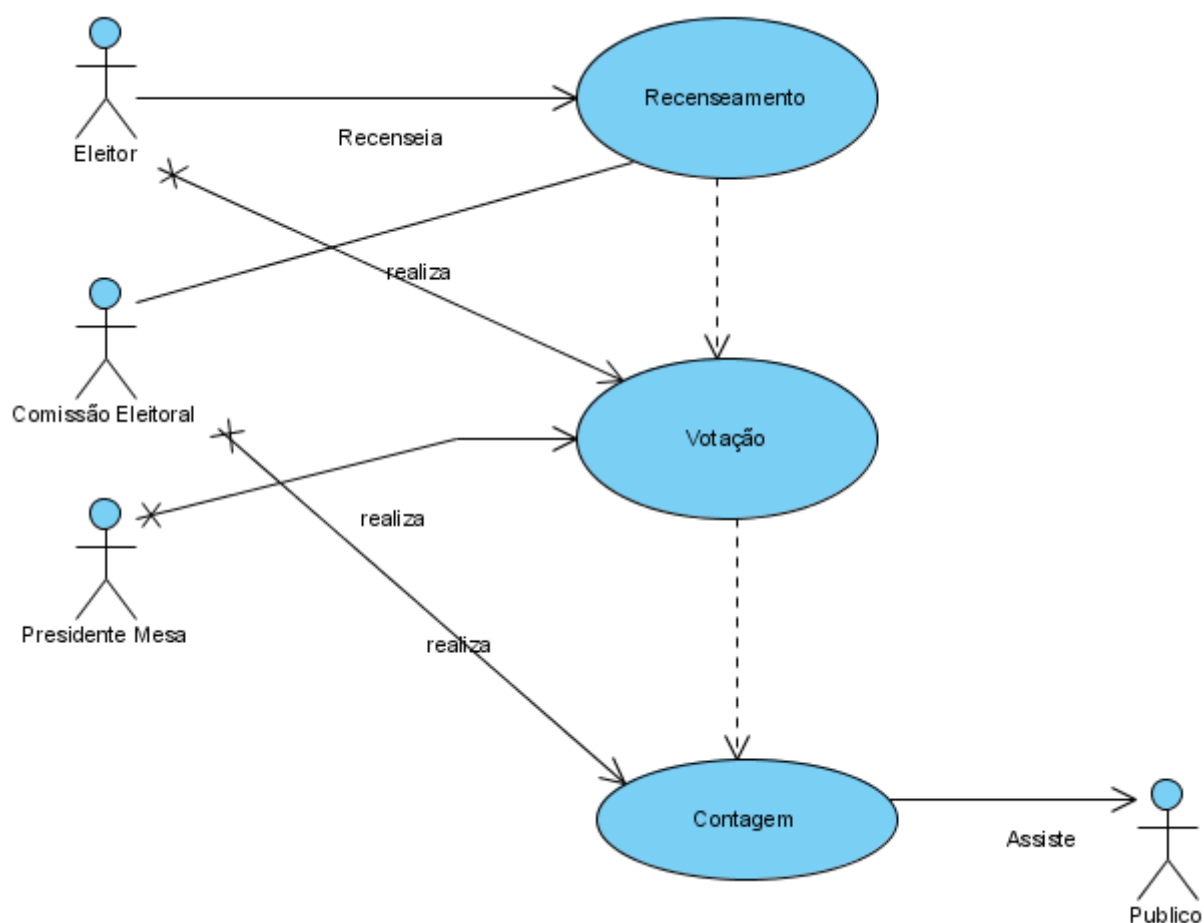 Recenseamento
Recenseia
Eleitor
realiza
Comissão Eleitoral
Votação
realiza
Presidente Mesa
realiza
Contagem
Assiste
Publico